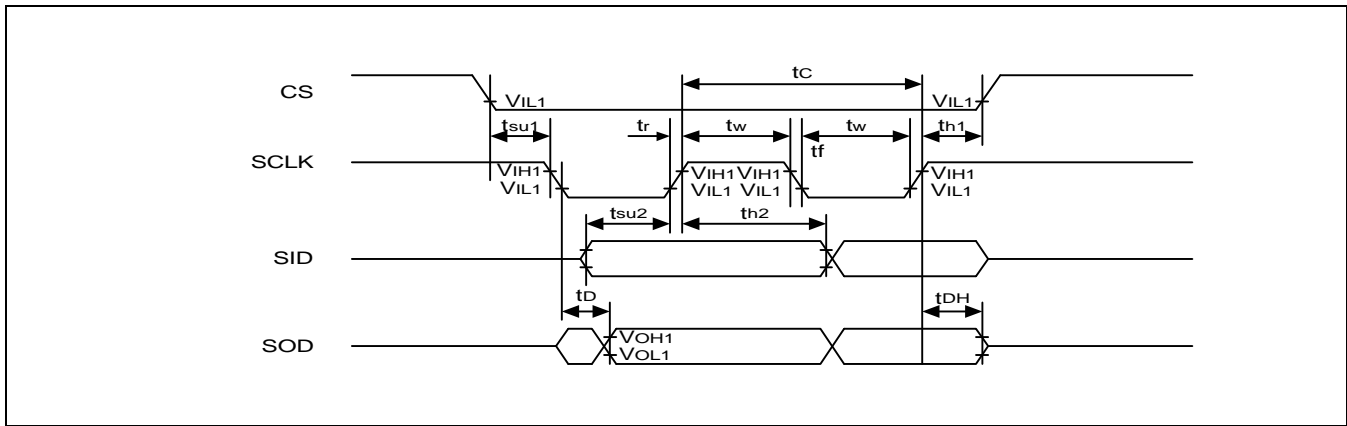 tC
CS
VIL1 VIL1
tsu1 tr tw tw th1
tf
SCLK
VIH1 VIH1 VIH1 VIH1
VIL1 VIL1 VIL1 VIL1
tsu2 th2
SID
tD tDH
VOH1
SOD
VOL1